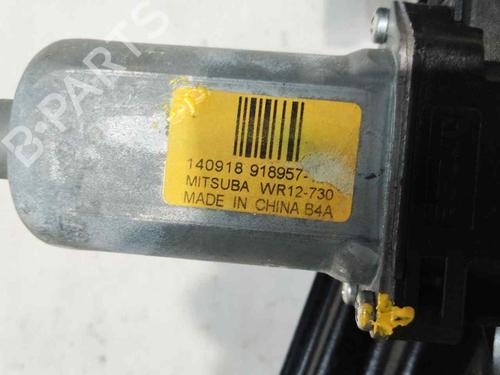 B-PARTS
140918 918957-
MITSUBA WR12-730
MADE IN CHINA B4A